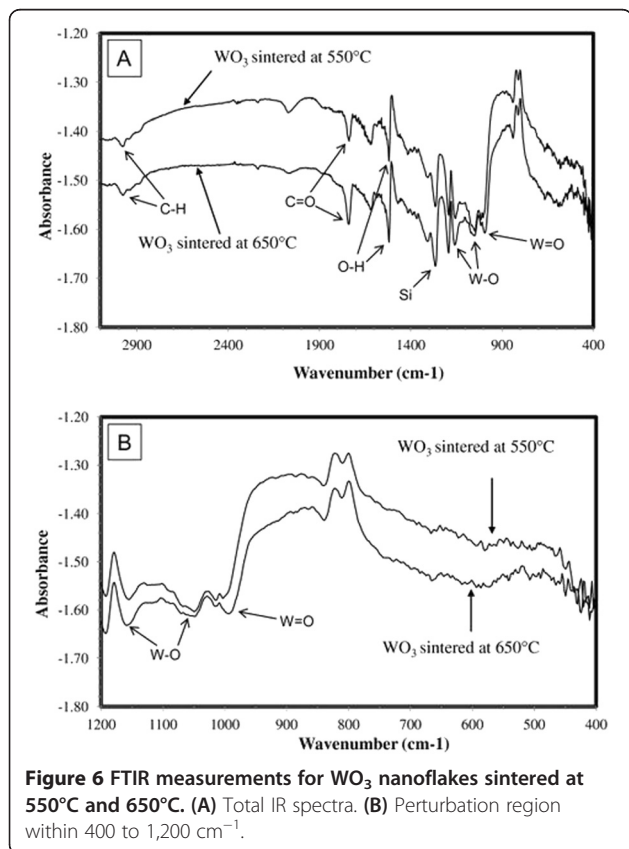 A
-1.20
-1.30
-1.40
-1.50
-1.60
-1.70
-1.80
Absorbance
WO₃ sintered at 550°C
C-H
WO₃ sintered at 650°C
C=O
O-H
Si
W-O
W=O
2900
2400
1900
1400
900
400
Wavenumber (cm-1)
B
-1.20
-1.30
-1.40
-1.50
-1.60
-1.70
-1.80
Absorbance
WO₃ sintered at 550°C
W=O
W-O
WO₃ sintered at 650°C
1200
1100
1000
900
800
700
600
500
400
Wavenumber (cm-1)
Figure 6 FTIR measurements for WO₃ nanoflakes sintered at
550°C and 650°C. (A) Total IR spectra. (B) Perturbation region
within 400 to 1,200 cm⁻¹.